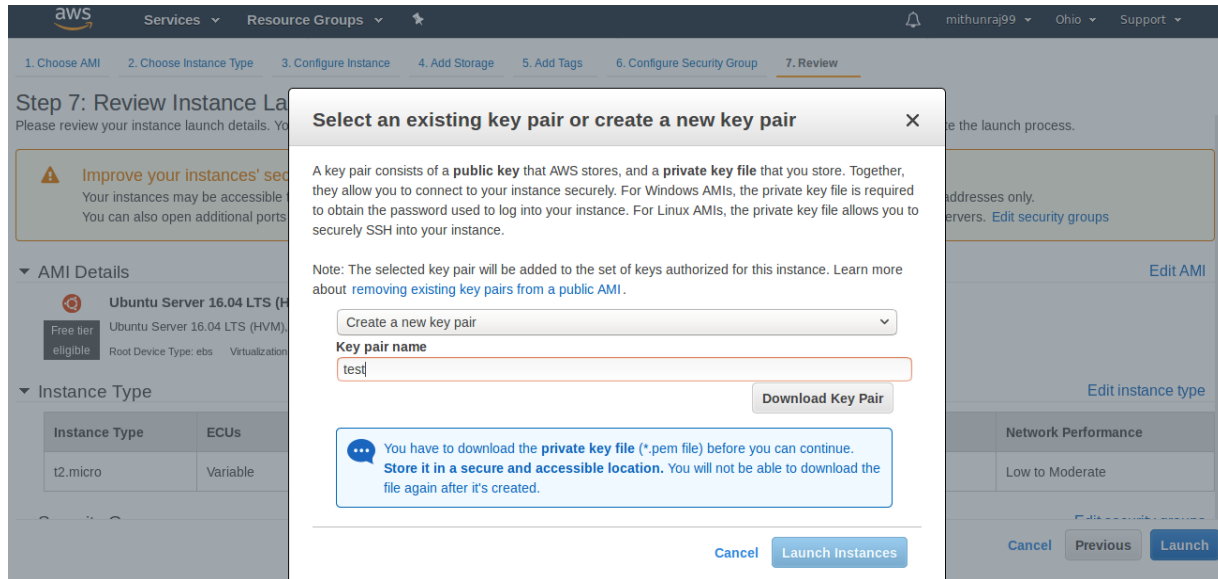 aws Services Resource Groups mithunraj99 Ohio Support
1. Choose AMI 2. Choose Instance Type 3. Configure Instance 4. Add Storage 5. Add Tags 6. Configure Security Group 7. Review
Step 7: Review Instance La
Please review your instance launch details. Yo
e the launch process.
Improve your instances' sec
Your instances may be accessible
addresses only.
You can also open additional ports
ervers. Edit security groups
AMI Details
Edit AMI
Ubuntu Server 16.04 LTS (H
Free tier
eligible
Ubuntu Server 16.04 LTS (HVM),
Root Device Type: ebs Virtualization
Instance Type
Edit instance type
Instance Type ECUs
Network Performance
t2.micro Variable
Low to Moderate
Cancel Previous Launch
Select an existing key pair or create a new key pair
A key pair consists of a public key that AWS stores, and a private key file that you store. Together,
they allow you to connect to your instance securely. For Windows AMIs, the private key file is required
to obtain the password used to log into your instance. For Linux AMIs, the private key file allows you to
securely SSH into your instance.
Note: The selected key pair will be added to the set of keys authorized for this instance. Learn more
about removing existing key pairs from a public AMI.
Create a new key pair
Key pair name
test
Download Key Pair
You have to download the private key file (*.pem file) before you can continue.
Store it in a secure and accessible location. You will not be able to download the
file again after it's created.
Cancel Launch Instances